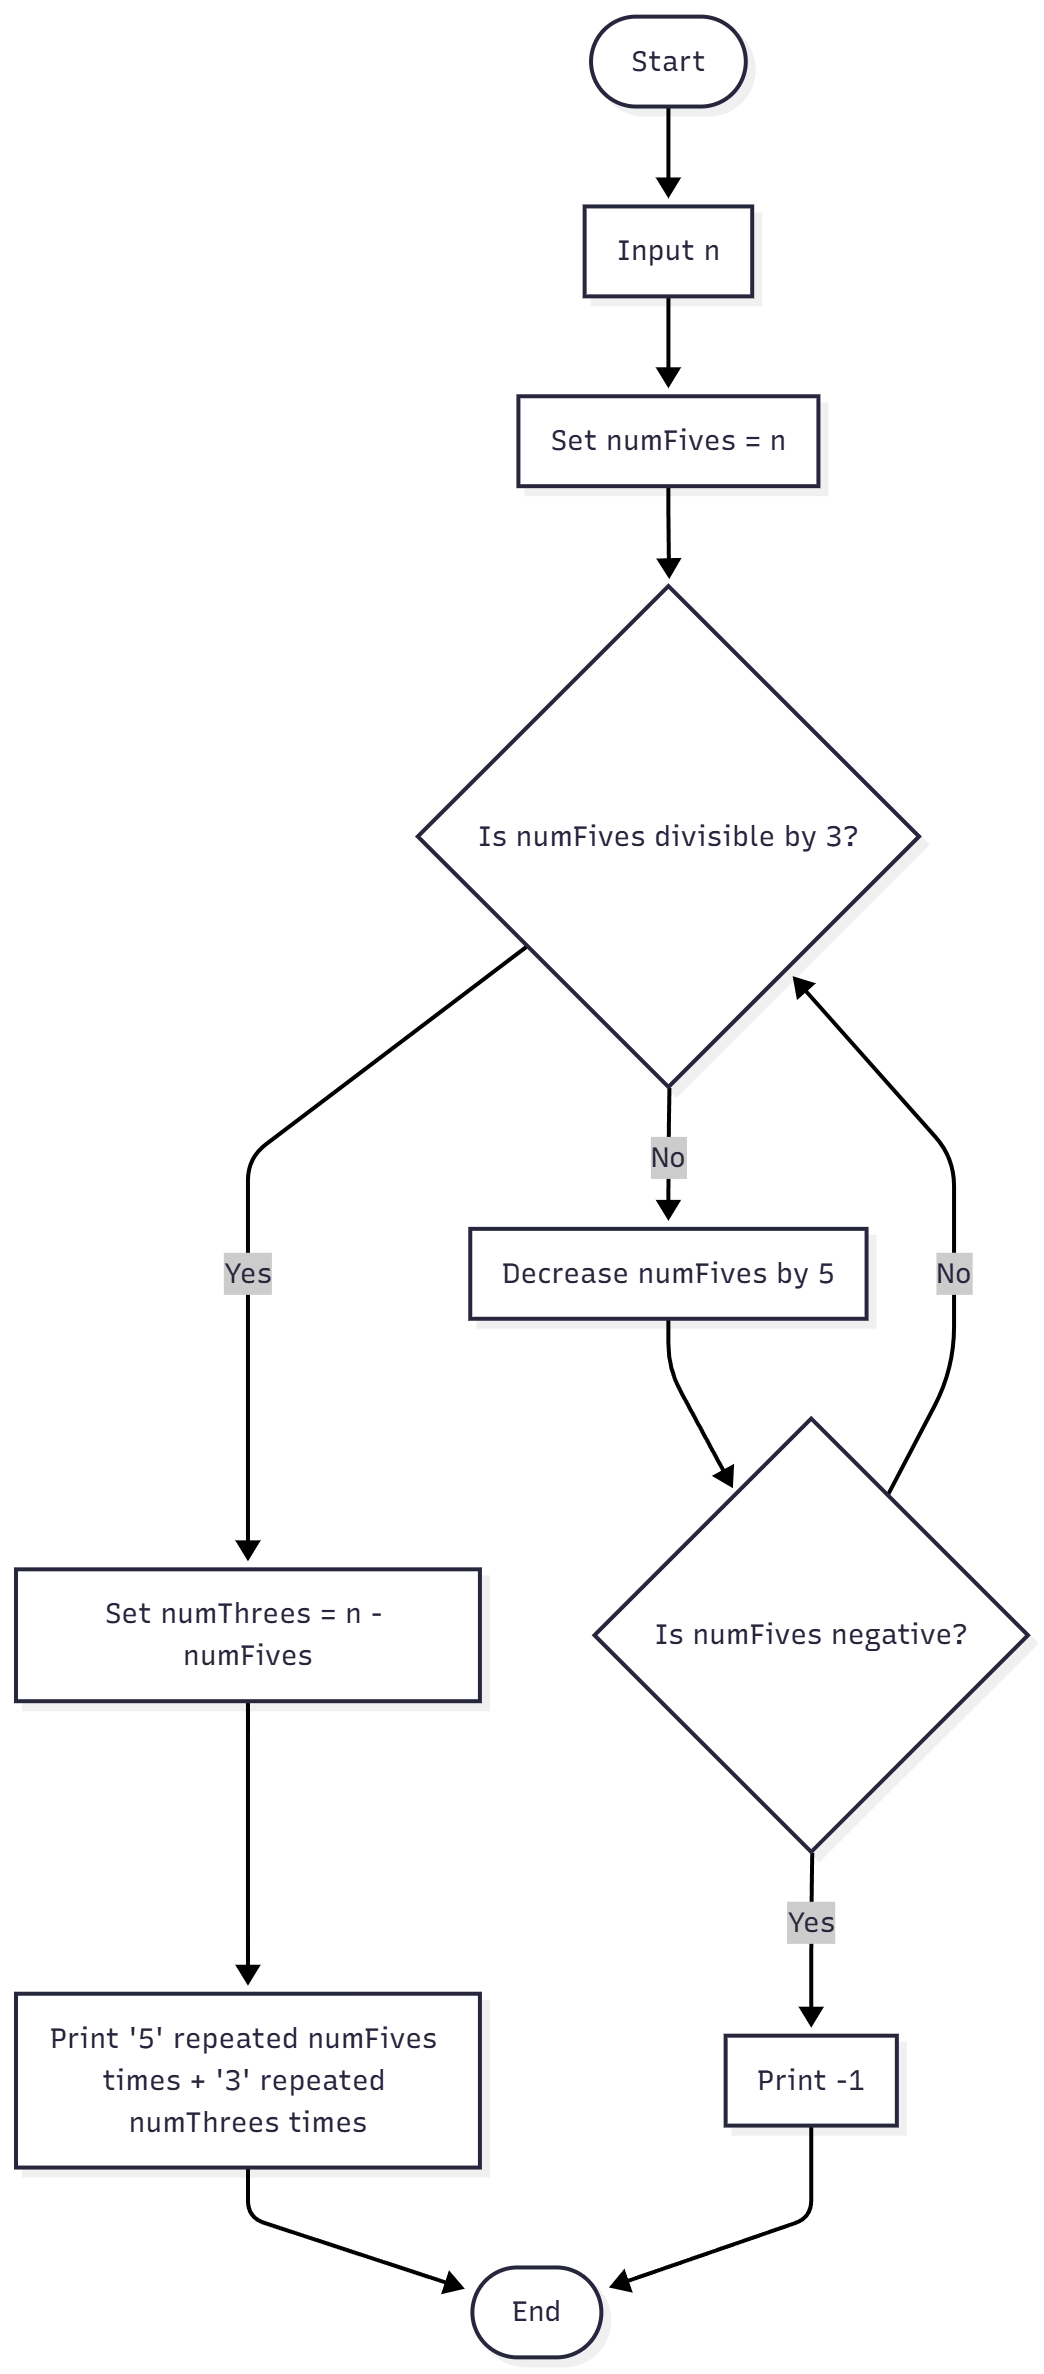 Start
Input n
Set numFives = n
Is numFives divisible by 3?
No
Yes
Decrease numFives by 5
No
Set numThrees = n -
numFives
Is numFives negative?
Yes
Print '5' repeated numFives
times + '3' repeated
numThrees times
Print -1
End